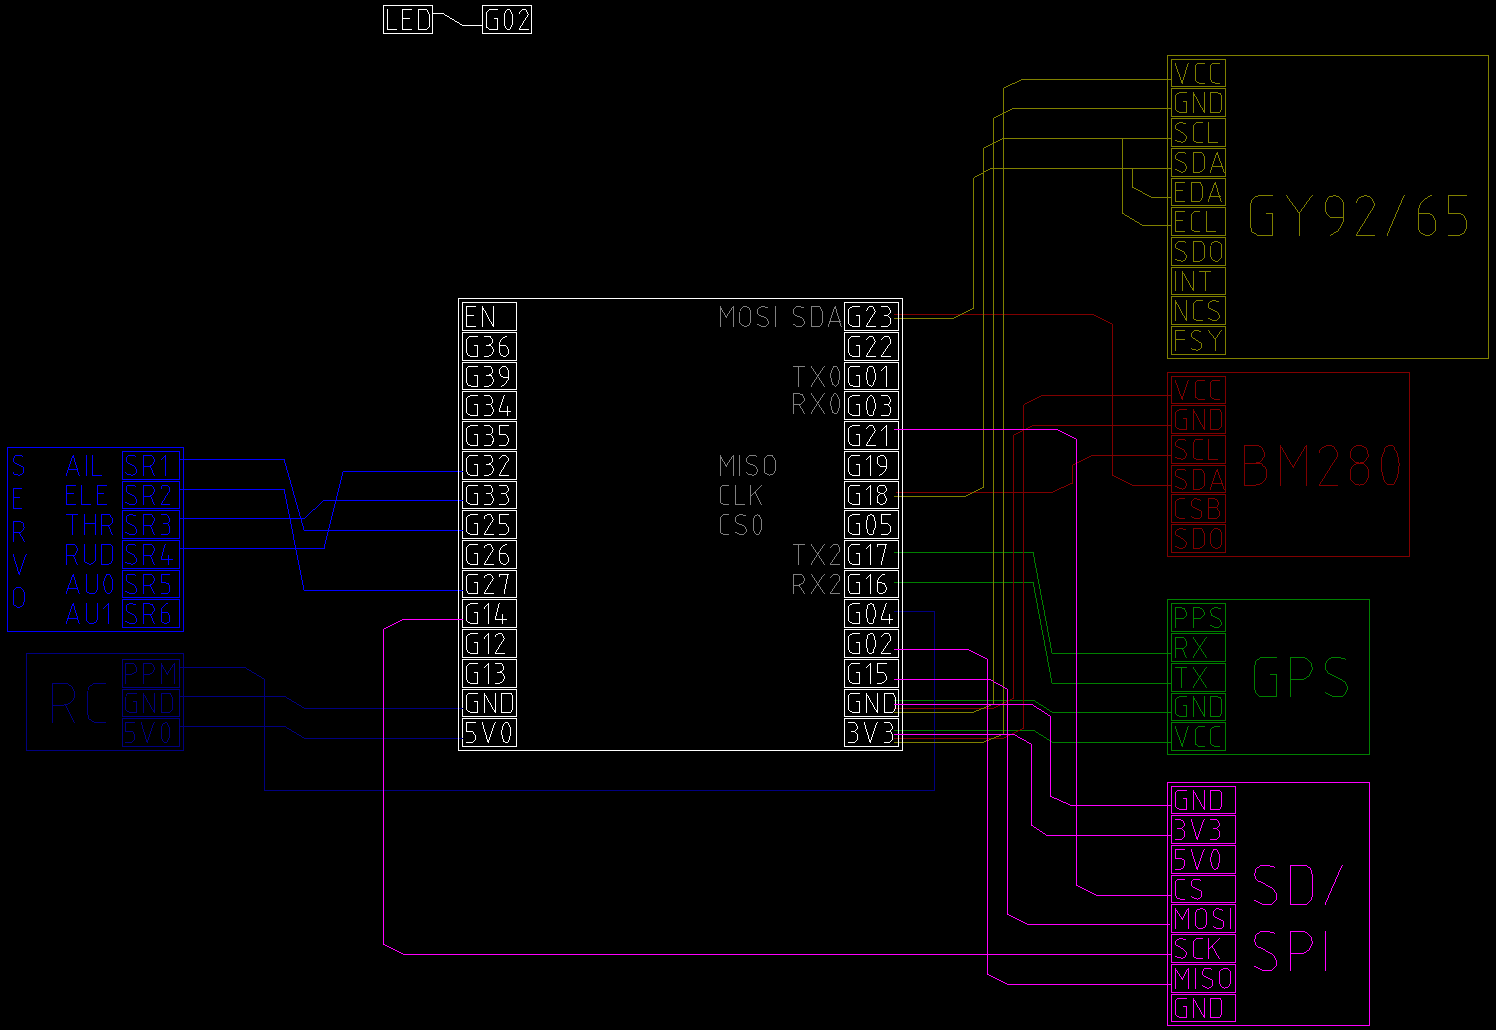 LED G02
VCC
GND
SCL
SDA
EDA
ECL
SDO
INT
NCS
FSY
GY92/65
EN
G36
G39
G34
G35
G32
G33
G25
G26
G27
G14
G12
G13
GND
5V0
MOSI SDA G23
G22
TX0 G01
RX0 G03
G21
MISO G19
CLK G18
CS0 G05
TX2 G17
RX2 G16
G04
G02
G15
GND
3V3
SERVO
AIL SR1
ELE SR2
THR SR3
RUD SR4
AU0 SR5
AU1 SR6
RC
PPM
GND
5V0
VCC
GND
SCL
SDA
CSB
SDO
BM280
PPS
RX
TX
GND
VCC
GPS
GND
3V3
5V0
CS
MOSI
SCK
MISO
GND
SD/
SPI